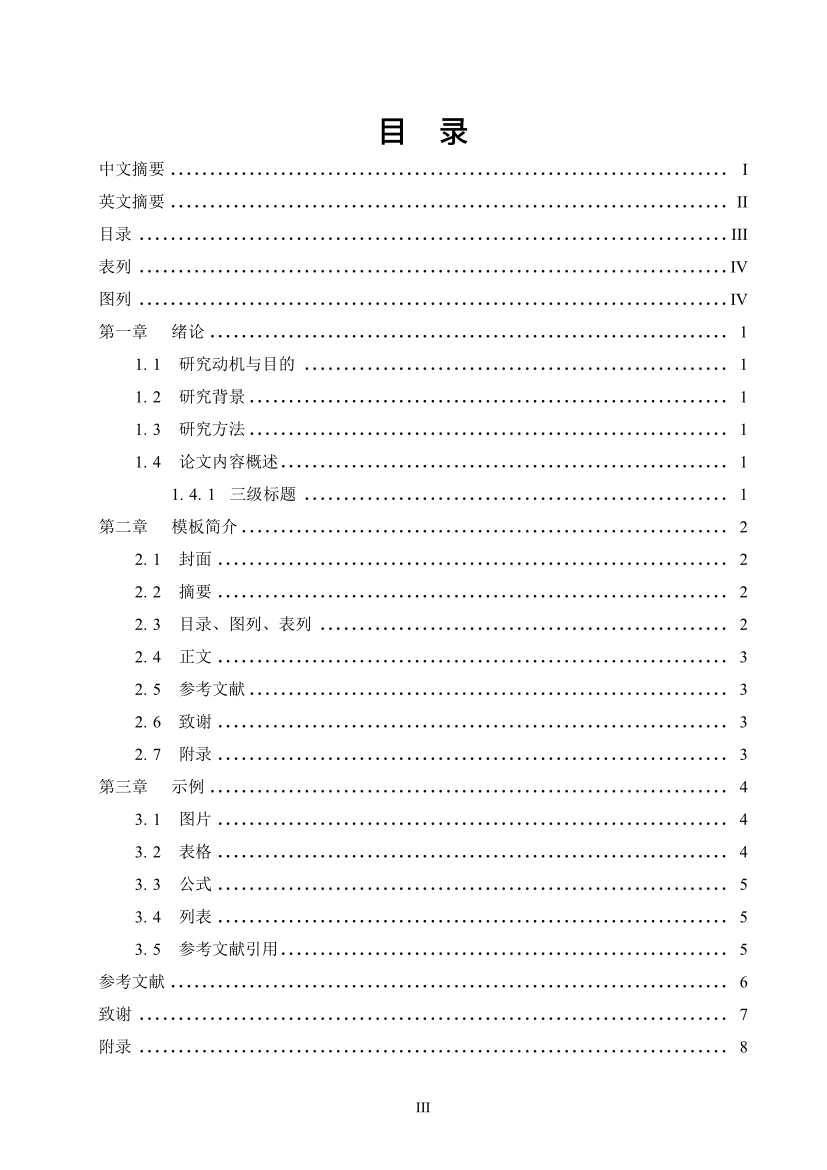 目 录
中文摘要 ........................................ I
英文摘要 ........................................ II
目录 ........................................ III
表列 ........................................ IV
图列 ........................................ IV
第一章 绪论 ........................................ 1
1.1 研究动机与目的 ........................................ 1
1.2 研究背景 ........................................ 1
1.3 研究方法 ........................................ 1
1.4 论文内容概述 ........................................ 1
1.4.1 三级标题 ........................................ 1
第二章 模板简介 ........................................ 2
2.1 封面 ........................................ 2
2.2 摘要 ........................................ 2
2.3 目录、图列、表列 ........................................ 2
2.4 正文 ........................................ 3
2.5 参考文献 ........................................ 3
2.6 致谢 ........................................ 3
2.7 附录 ........................................ 3
第三章 示例 ........................................ 4
3.1 图片 ........................................ 4
3.2 表格 ........................................ 4
3.3 公式 ........................................ 5
3.4 列表 ........................................ 5
3.5 参考文献引用 ........................................ 5
参考文献 ........................................ 6
致谢 ........................................ 7
附录 ........................................ 8
III